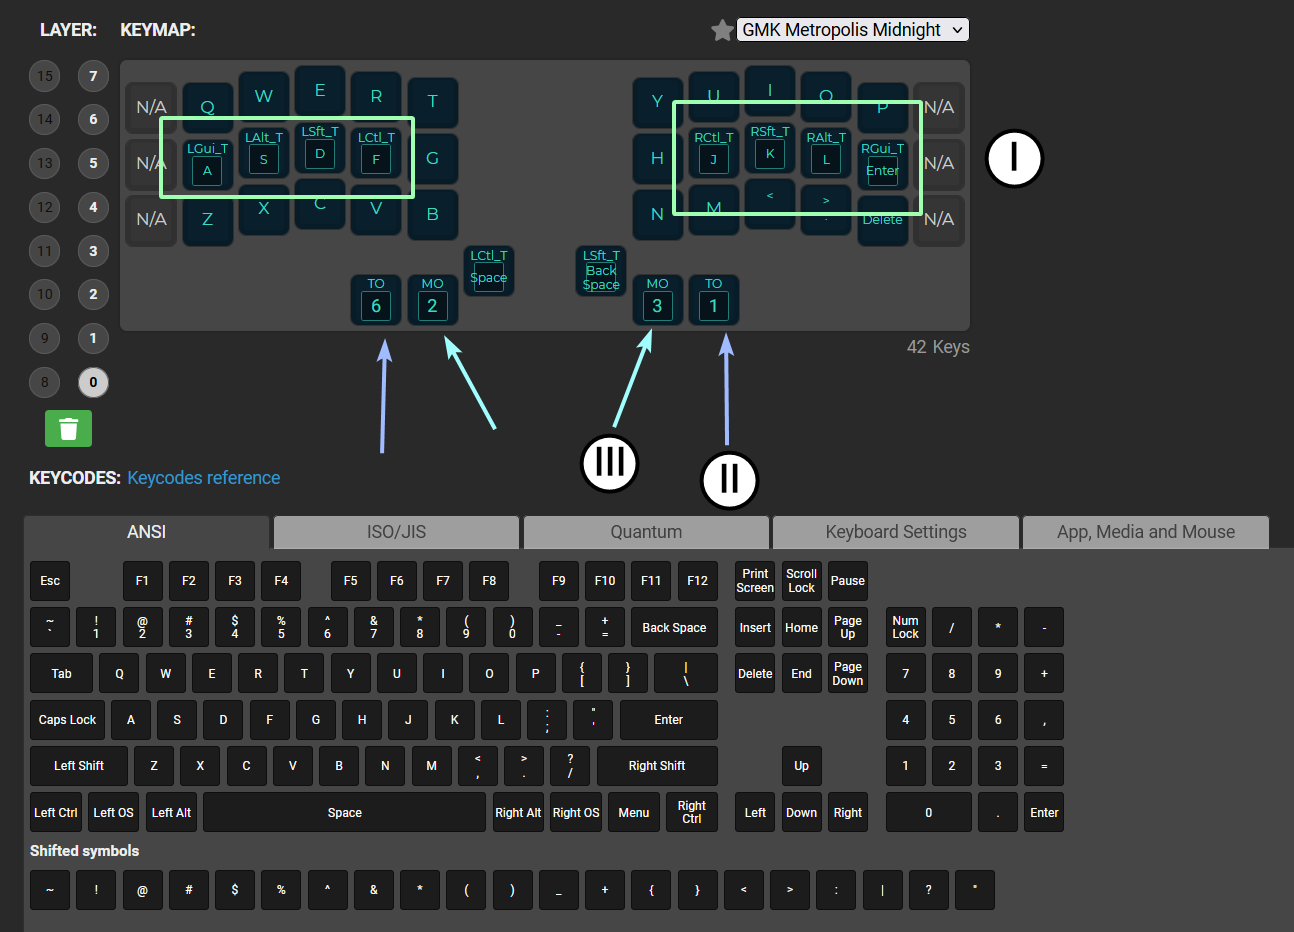 LAYER: KEYMAP: GMK Metropolis Midnight
15 7
14 6
13 5
12 4
11 3
10 2
9 1
8 0
N/A Q W E R T Y U I O P N/A
N/A LGui_T A LAlt_T S LSft_T D LCtl_T F G H RCtl_T J RSft_T K RAlt_T L RGui_T Enter N/A
N/A Z X C V B N M < > . Delete N/A
LCtl_T Space LSft_T Back Space
TO 6 MO 2 MO 3 TO 1
I
III
II
42 Keys
KEYCODES: Keycodes reference
ANSI ISO/JIS Quantum Keyboard Settings App, Media and Mouse
Esc F1 F2 F3 F4 F5 F6 F7 F8 F9 F10 F11 F12 Print Screen Scroll Lock Pause
~ ` ! 1 @ 2 # 3 $ 4 % 5 ^ 6 & 7 * 8 ( 9 ) 0 _ - + = Back Space Insert Home Page Up Num Lock / * -
Tab Q W E R T Y U I O P { [ } ] | \ Delete End Page Down 7 8 9 +
Caps Lock A S D F G H J K L : ; " ' Enter 4 5 6 ,
Left Shift Z X C V B N M < , > . ? / Right Shift Up 1 2 3 =
Left Ctrl Left OS Left Alt Space Right Alt Right OS Menu Right Ctrl Left Down Right 0 . Enter
Shifted symbols
~ ! @ # $ % ^ & * ( ) _ + { } < > : | ? "